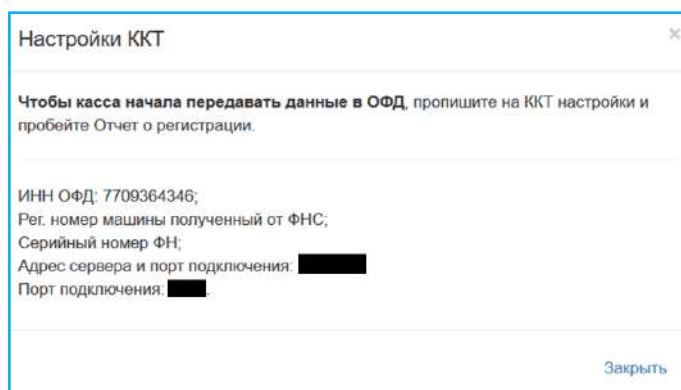 Настройки ККТ ×
Чтобы касса начала передавать данные в ОФД, пропишите на ККТ настройки и
пробейте Отчет о регистрации.
ИНН ОФД: 7709364346;
Рег. номер машины полученный от ФНС;
Серийный номер ФН;
Адрес сервера и порт подключения:
Порт подключения: .
Закрыть